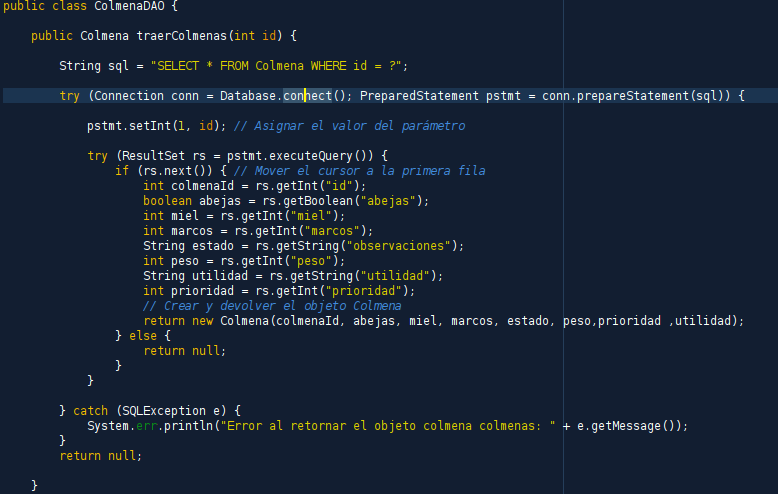 public class ColmenaDAO {
public Colmena traerColmenas(int id) {
String sql = "SELECT * FROM Colmena WHERE id = ?";
try (Connection conn = Database.connect(); PreparedStatement pstmt = conn.prepareStatement(sql)) {
pstmt.setInt(1, id); // Asignar el valor del parámetro
try (ResultSet rs = pstmt.executeQuery()) {
if (rs.next()) { // Mover el cursor a la primera fila
int colmenaId = rs.getInt("id");
boolean abejas = rs.getBoolean("abejas");
int miel = rs.getInt("miel");
int marcos = rs.getInt("marcos");
String estado = rs.getString("observaciones");
int peso = rs.getInt("peso");
String utilidad = rs.getString("utilidad");
int prioridad = rs.getInt("prioridad");
// Crear y devolver el objeto Colmena
return new Colmena(colmenaId, abejas, miel, marcos, estado, peso,prioridad ,utilidad);
} else {
return null;
}
}
} catch (SQLException e) {
System.err.println("Error al retornar el objeto colmena colmenas: " + e.getMessage());
}
return null;
}